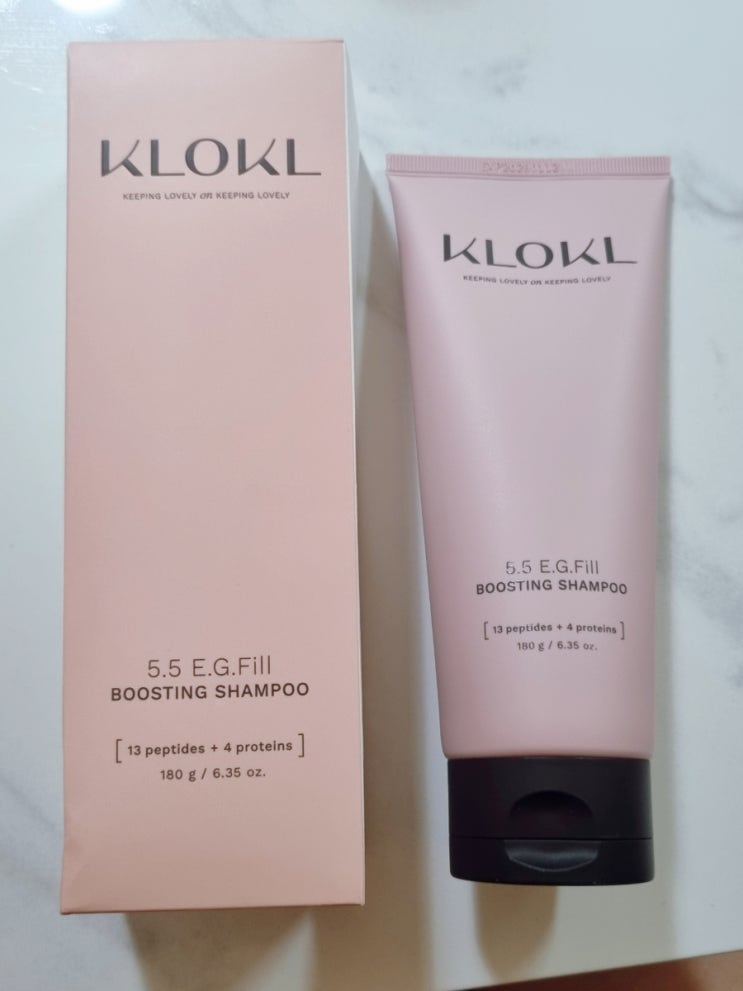 KLOKL
KEEPING LOVELY on KEEPING LOVELY
5.5 E.G.Fill
BOOSTING SHAMPOO
[ 13 peptides + 4 proteins ]
180 g / 6.35 oz.
KLOKL
KEEPING LOVELY on KEEPING LOVELY
5.5 E.G.Fill
BOOSTING SHAMPOO
[ 13 peptides + 4 proteins ]
180 g / 6.35 oz.